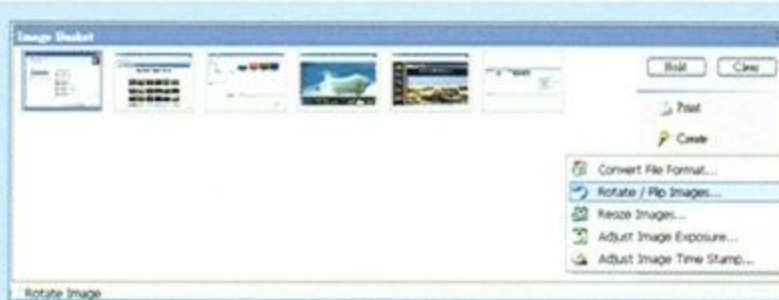 Image Basket
Hold
Clear
Print
Create
Convert File Format...
Rotate / Flip Images...
Resize Images...
Adjust Image Exposure...
Adjust Image Time Stamp...
Rotate Image